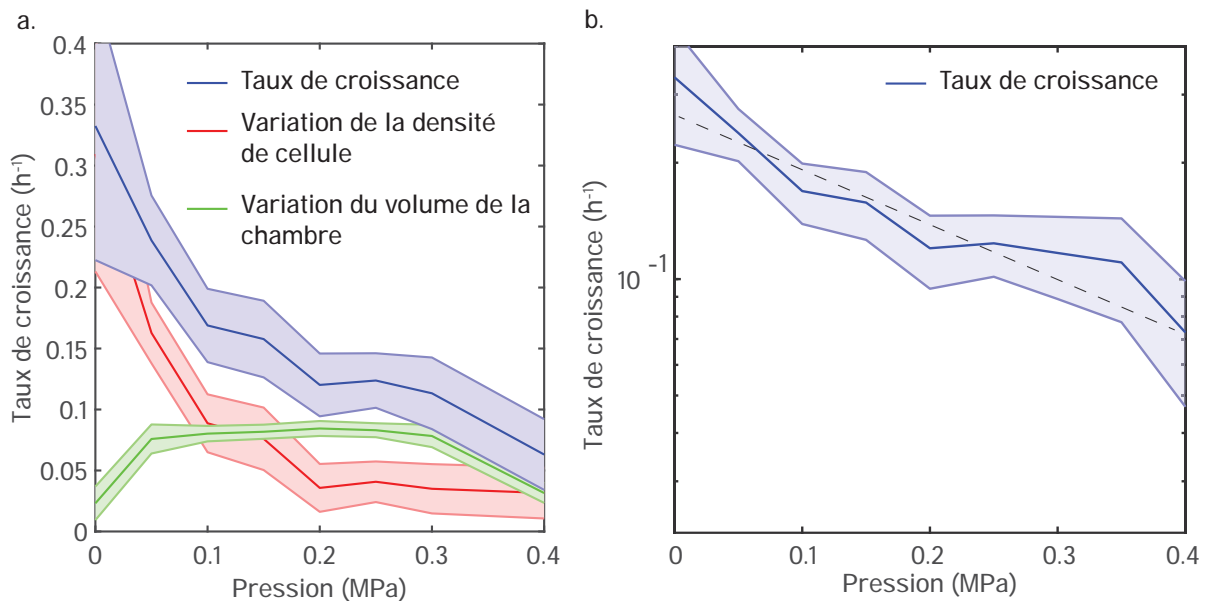 a.
Taux de croissance (h⁻¹)
0.4
0.35
0.3
0.25
0.2
0.15
0.1
0.05
0
Taux de croissance
Variation de la densité
de cellule
Variation du volume de la
chambre
0 0.1 0.2 0.3 0.4
Pression (MPa)
b.
Taux de croissance (h⁻¹)
10⁻¹
Taux de croissance
0 0.1 0.2 0.3 0.4
Pression (MPa)